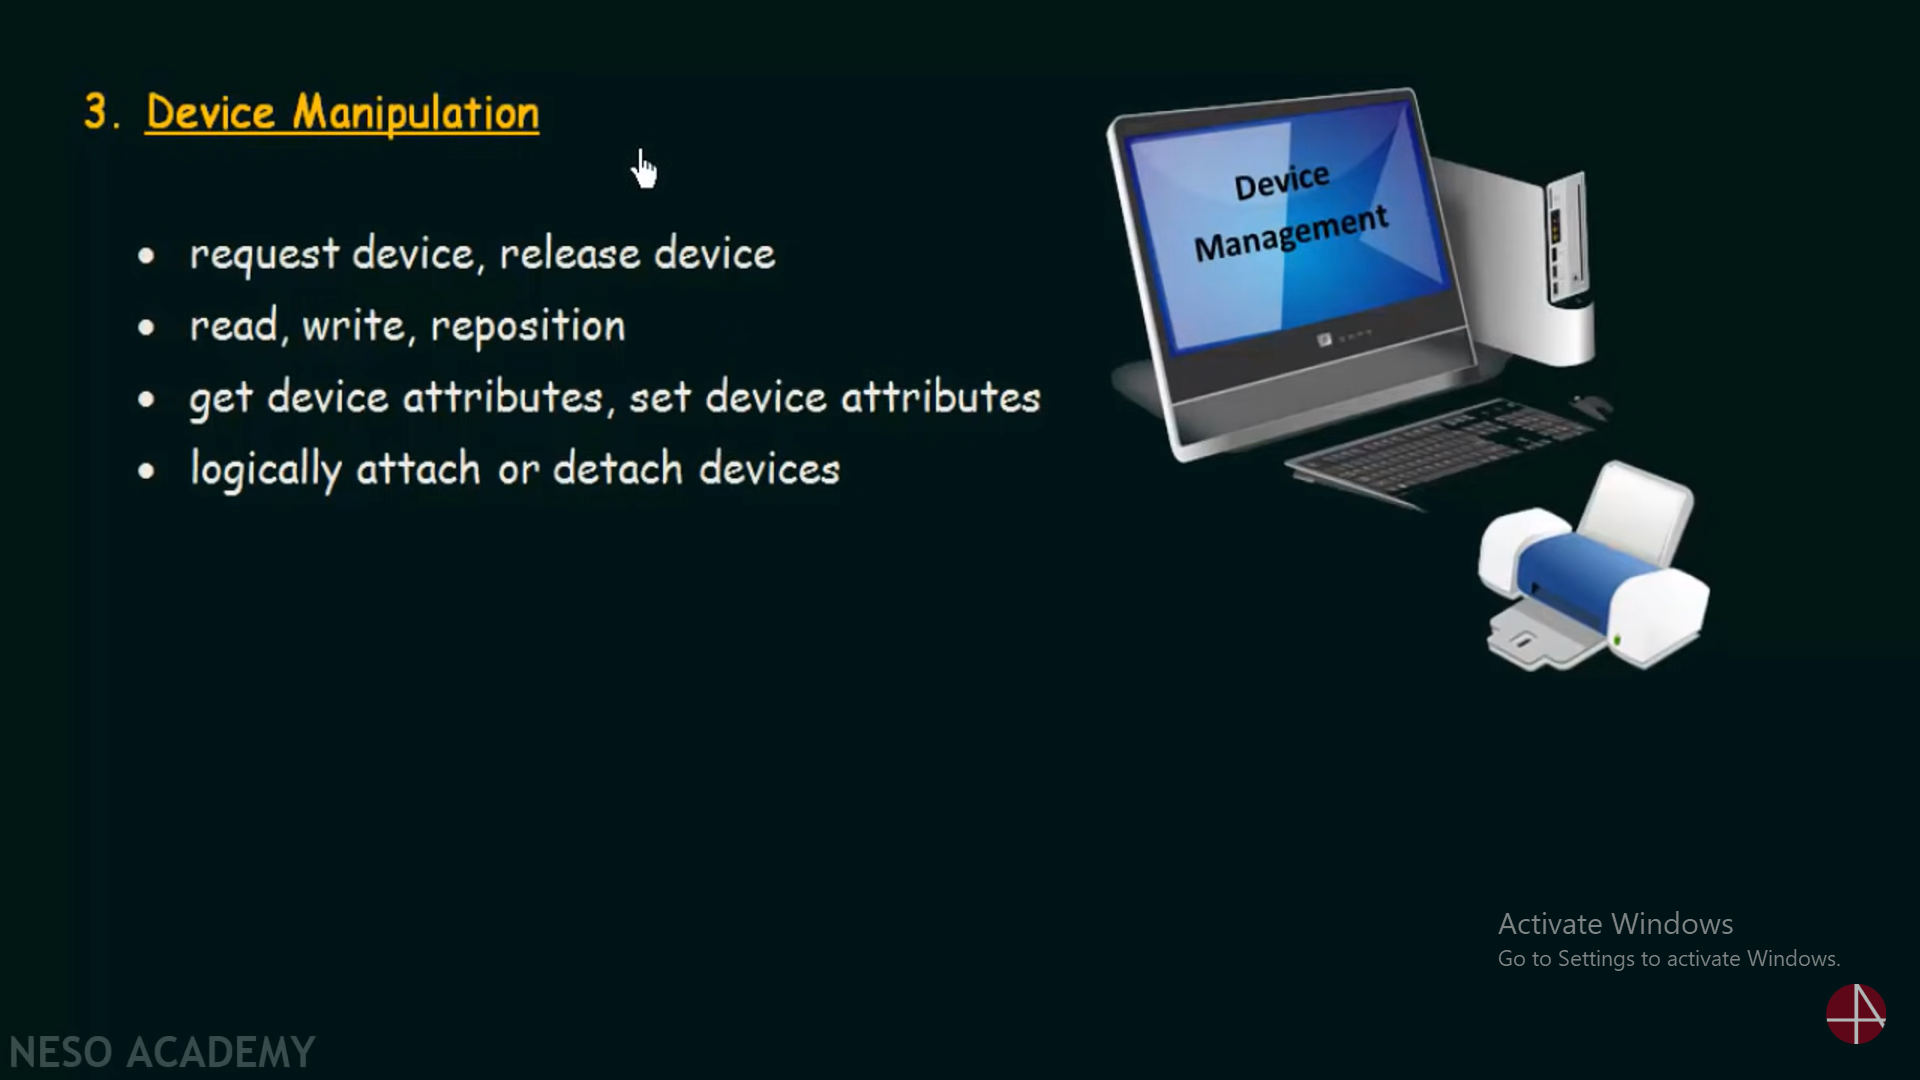 3. Device Manipulation
• request device, release device
• read, write, reposition
• get device attributes, set device attributes
• logically attach or detach devices
Device
Management
Activate Windows
Go to Settings to activate Windows.
NESO ACADEMY